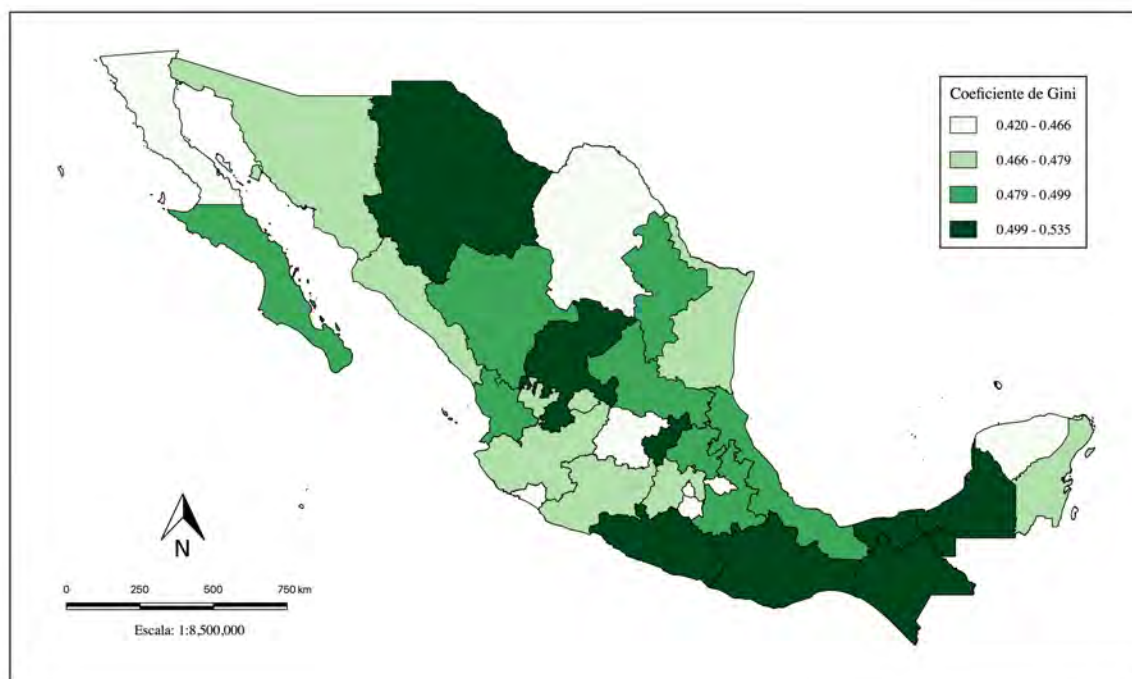 Coeficiente de Gini
0.420 - 0.466
0.466 - 0.479
0.479 - 0.499
0.499 - 0.535
N
0 250 500 750 km
Escala: 1:8,500,000